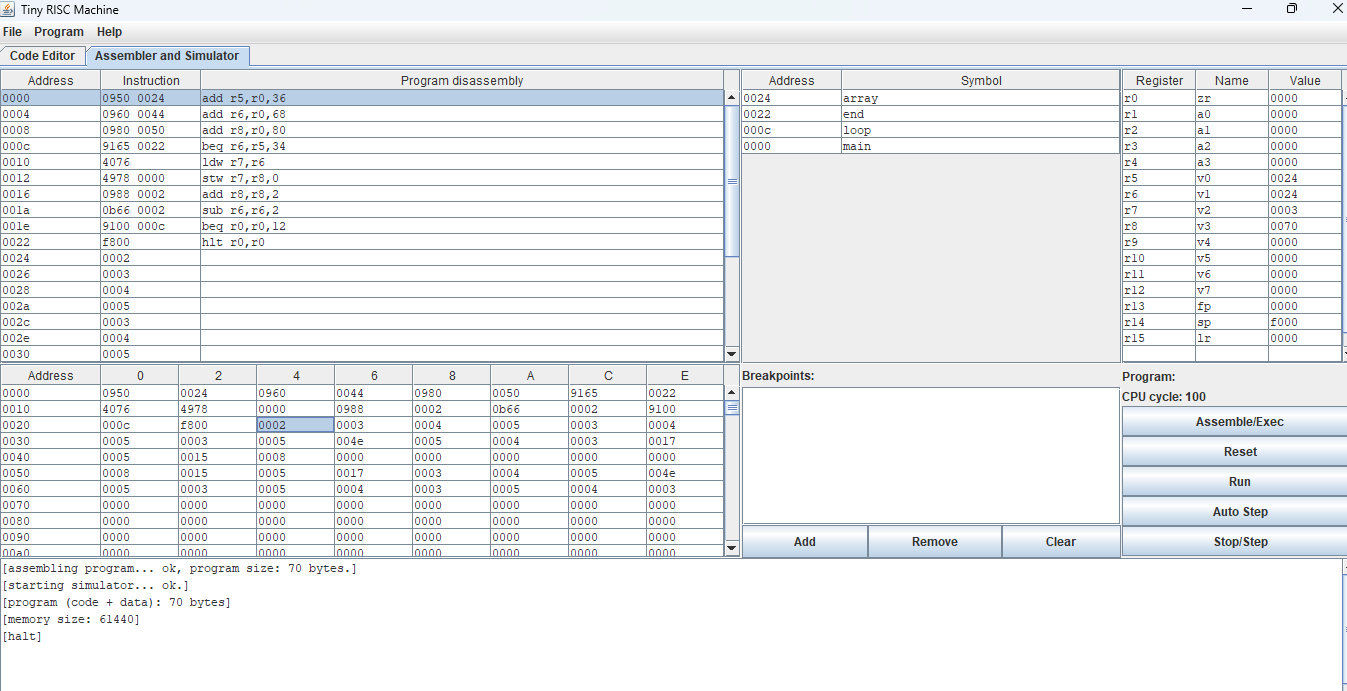 Tiny RISC Machine
File Program Help
Code Editor Assembler and Simulator
Address Instruction Program disassembly
0000 0950 0024 add r5,r0,36
0004 0960 0044 add r6,r0,68
0008 0980 0050 add r8,r0,80
000c 9165 0022 beq r6,r5,34
0010 4076 ldw r7,r6
0012 4978 0000 stw r7,r8,0
0016 0988 0002 add r8,r8,2
001a 0b66 0002 sub r6,r6,2
001e 9100 000c beq r0,r0,12
0022 f800 hlt r0,r0
0024 0002
0026 0003
0028 0004
002a 0005
002c 0003
002e 0004
0030 0005
Address Symbol
0024 array
0022 end
000c loop
0000 main
Register Name Value
r0 zr 0000
r1 a0 0000
r2 a1 0000
r3 a2 0000
r4 a3 0000
r5 v0 0024
r6 v1 0024
r7 v2 0003
r8 v3 0070
r9 v4 0000
r10 v5 0000
r11 v6 0000
r12 v7 0000
r13 fp 0000
r14 sp f000
r15 lr 0000
Address 0 2 4 6 8 A C E
0000 0950 0024 0960 0044 0980 0050 9165 0022
0010 4076 4978 0000 0988 0002 0b66 0002 9100
0020 000c f800 0002 0003 0004 0005 0003 0004
0030 0005 0003 0005 004e 0005 0004 0003 0017
0040 0005 0015 0008 0000 0000 0000 0000 0000
0050 0008 0015 0005 0017 0003 0004 0005 004e
0060 0005 0003 0005 0004 0003 0005 0004 0003
0070 0000 0000 0000 0000 0000 0000 0000 0000
0080 0000 0000 0000 0000 0000 0000 0000 0000
0090 0000 0000 0000 0000 0000 0000 0000 0000
00a0 0000 0000 0000 0000 0000 0000 0000 0000
Breakpoints:
Add Remove Clear
Program:
CPU cycle: 100
Assemble/Exec
Reset
Run
Auto Step
Stop/Step
[assembling program... ok, program size: 70 bytes.]
[starting simulator... ok.]
[program (code + data): 70 bytes]
[memory size: 61440]
[halt]